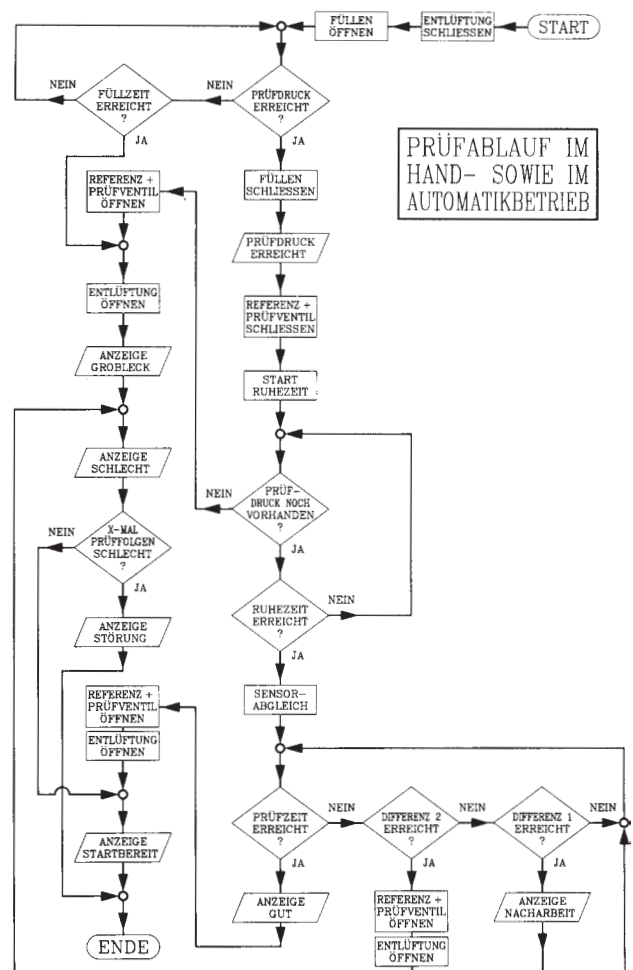 START
ENTLÜFTUNG
SCHLIESSEN
FÜLLEN
ÖFFNEN
PRÜFDRUCK
ERREICHT
?
NEIN
JA
FÜLLZEIT
ERREICHT
?
NEIN
JA
PRÜFABLAUF IM
HAND- SOWIE IM
AUTOMATIKBETRIEB
FÜLLEN
SCHLIESSEN
PRÜFDRUCK
ERREICHT
REFERENZ +
PRÜFVENTIL
SCHLIESSEN
START
RUHEZEIT
PRÜF-
DRUCK NOCH
VORHANDEN
?
NEIN
JA
RUHEZEIT
ERREICHT
?
NEIN
JA
SENSOR-
ABGLEICH
PRÜFZEIT
ERREICHT
?
NEIN
JA
ANZEIGE
GUT
DIFFERENZ 2
ERREICHT
?
NEIN
JA
REFERENZ +
PRÜFVENTIL
ÖFFNEN
ENTLÜFTUNG
ÖFFNEN
DIFFERENZ 1
ERREICHT
?
NEIN
JA
ANZEIGE
NACHARBEIT
REFERENZ +
PRÜFVENTIL
ÖFFNEN
ENTLÜFTUNG
ÖFFNEN
ANZEIGE
GROBLECK
ANZEIGE
SCHLECHT
X-MAL
PRÜFFOLGEN
SCHLECHT
?
NEIN
JA
ANZEIGE
STÖRUNG
REFERENZ +
PRÜFVENTIL
ÖFFNEN
ENTLÜFTUNG
ÖFFNEN
ANZEIGE
STARTBEREIT
ENDE